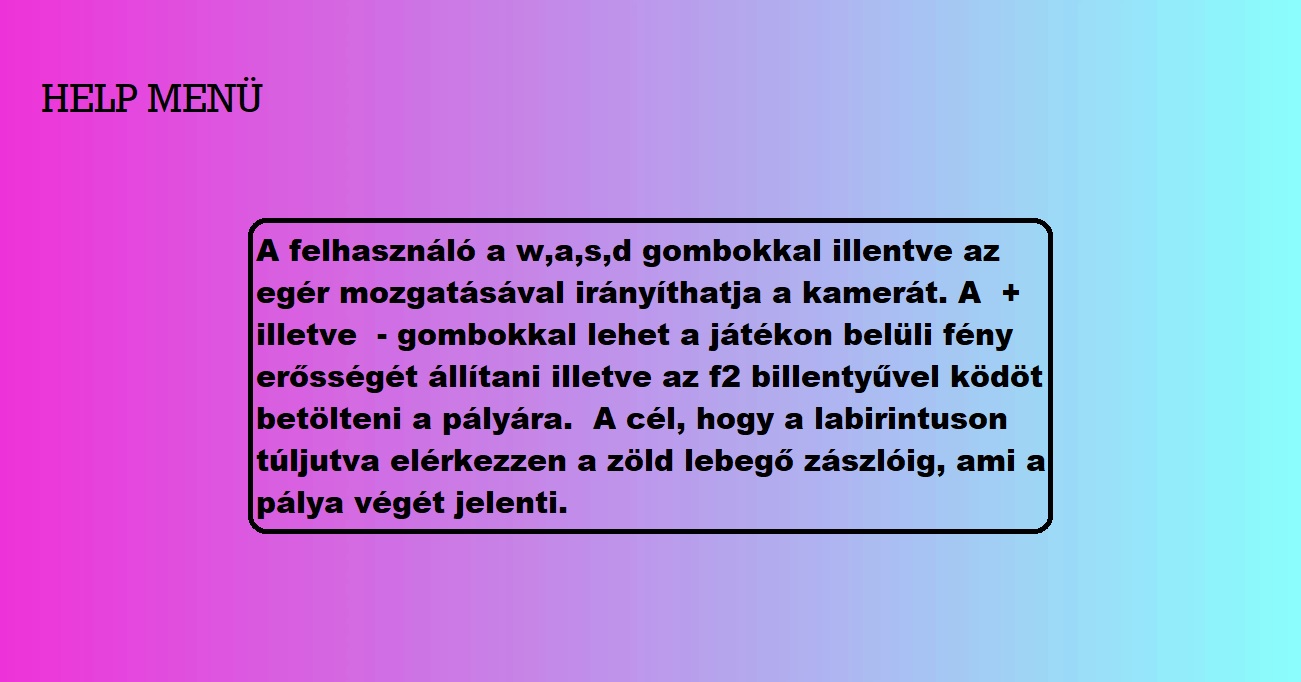 HELP MENÜ
A felhasználó a w,a,s,d gombokkal illentve az
egér mozgatásával irányíthatja a kamerát. A  +
illetve  - gombokkal lehet a játékon belüli fény
erősségét állítani illetve az f2 billentyűvel ködöt
betölteni a pályára.  A cél, hogy a labirintuson
túljutva elérkezzen a zöld lebegő zászlóig, ami a
pálya végét jelenti.